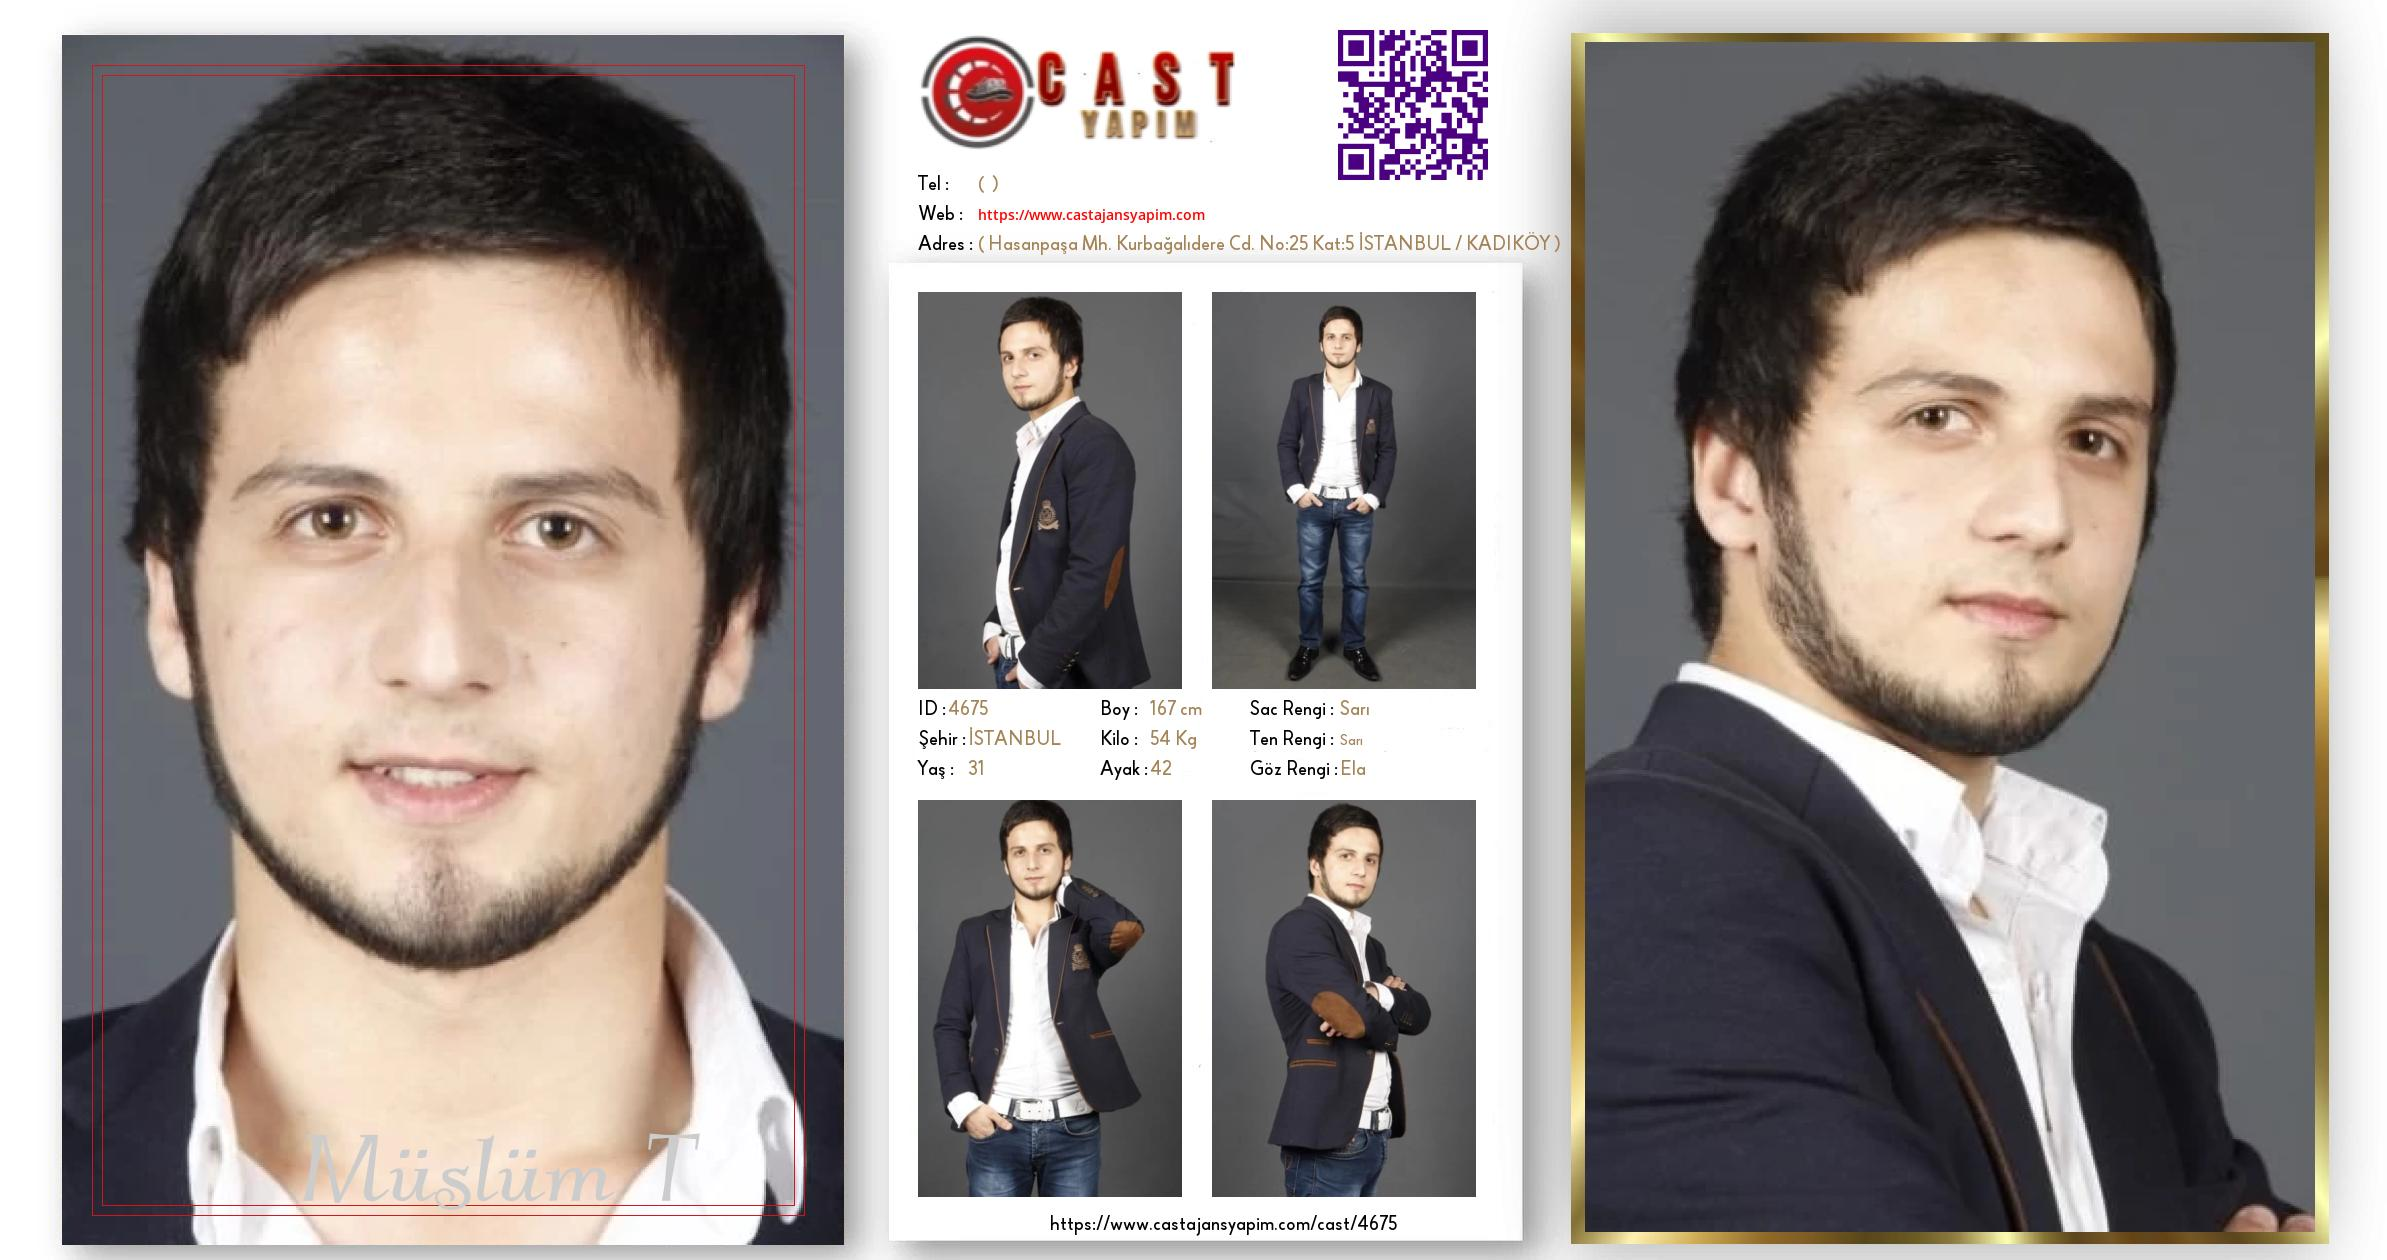 Müslüm T
CAST
YAPIM
Tel : ( )
Web : https://www.castajansyapim.com
Adres : ( Hasanpaşa Mh. Kurbağalıdere Cd. No:25 Kat:5 İSTANBUL / KADIKÖY )
ID : 4675 Boy : 167 cm Sac Rengi : Sarı
Şehir : İSTANBUL Kilo : 54 Kg Ten Rengi : Sarı
Yaş : 31 Ayak : 42 Göz Rengi : Ela
https://www.castajansyapim.com/cast/4675